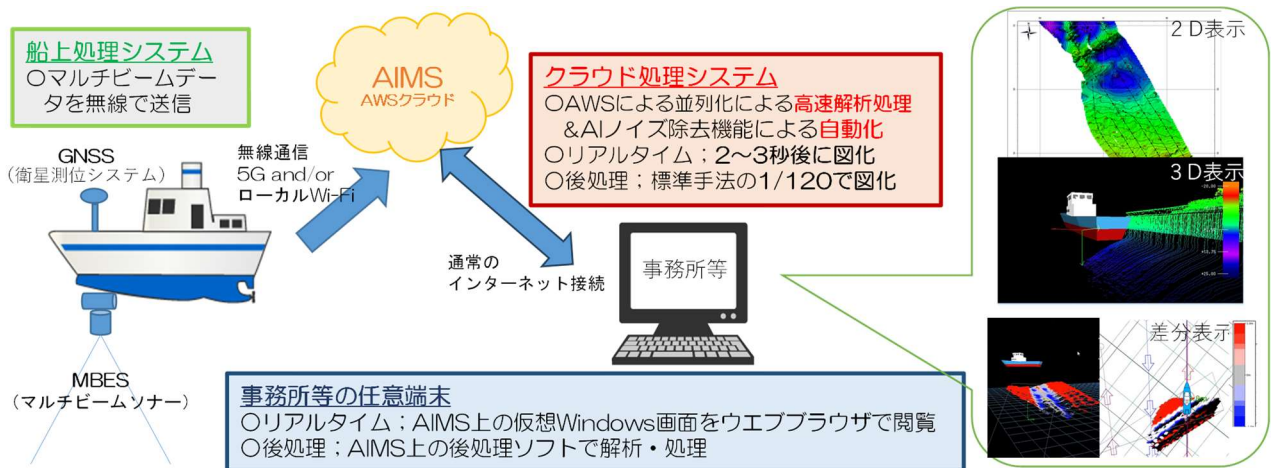 船上処理システム
〇マルチビームデー
タを無線で送信
GNSS
(衛星測位システム)
無線通信
5G and/or
ローカルWi-Fi
MBES
(マルチビームソナー)
AIMS
AWSクラウド
クラウド処理システム
〇AWSによる並列化による高速解析処理
&AIノイズ除去機能による自動化
〇リアルタイム；2～3秒後に図化
〇後処理；標準手法の1/120で図化
通常の
インターネット接続
事務所等
事務所等の任意端末
〇リアルタイム；AIMS上の仮想Windows画面をウエブブラウザで閲覧
〇後処理；AIMS上の後処理ソフトで解析・処理
2D表示
3D表示
差分表示